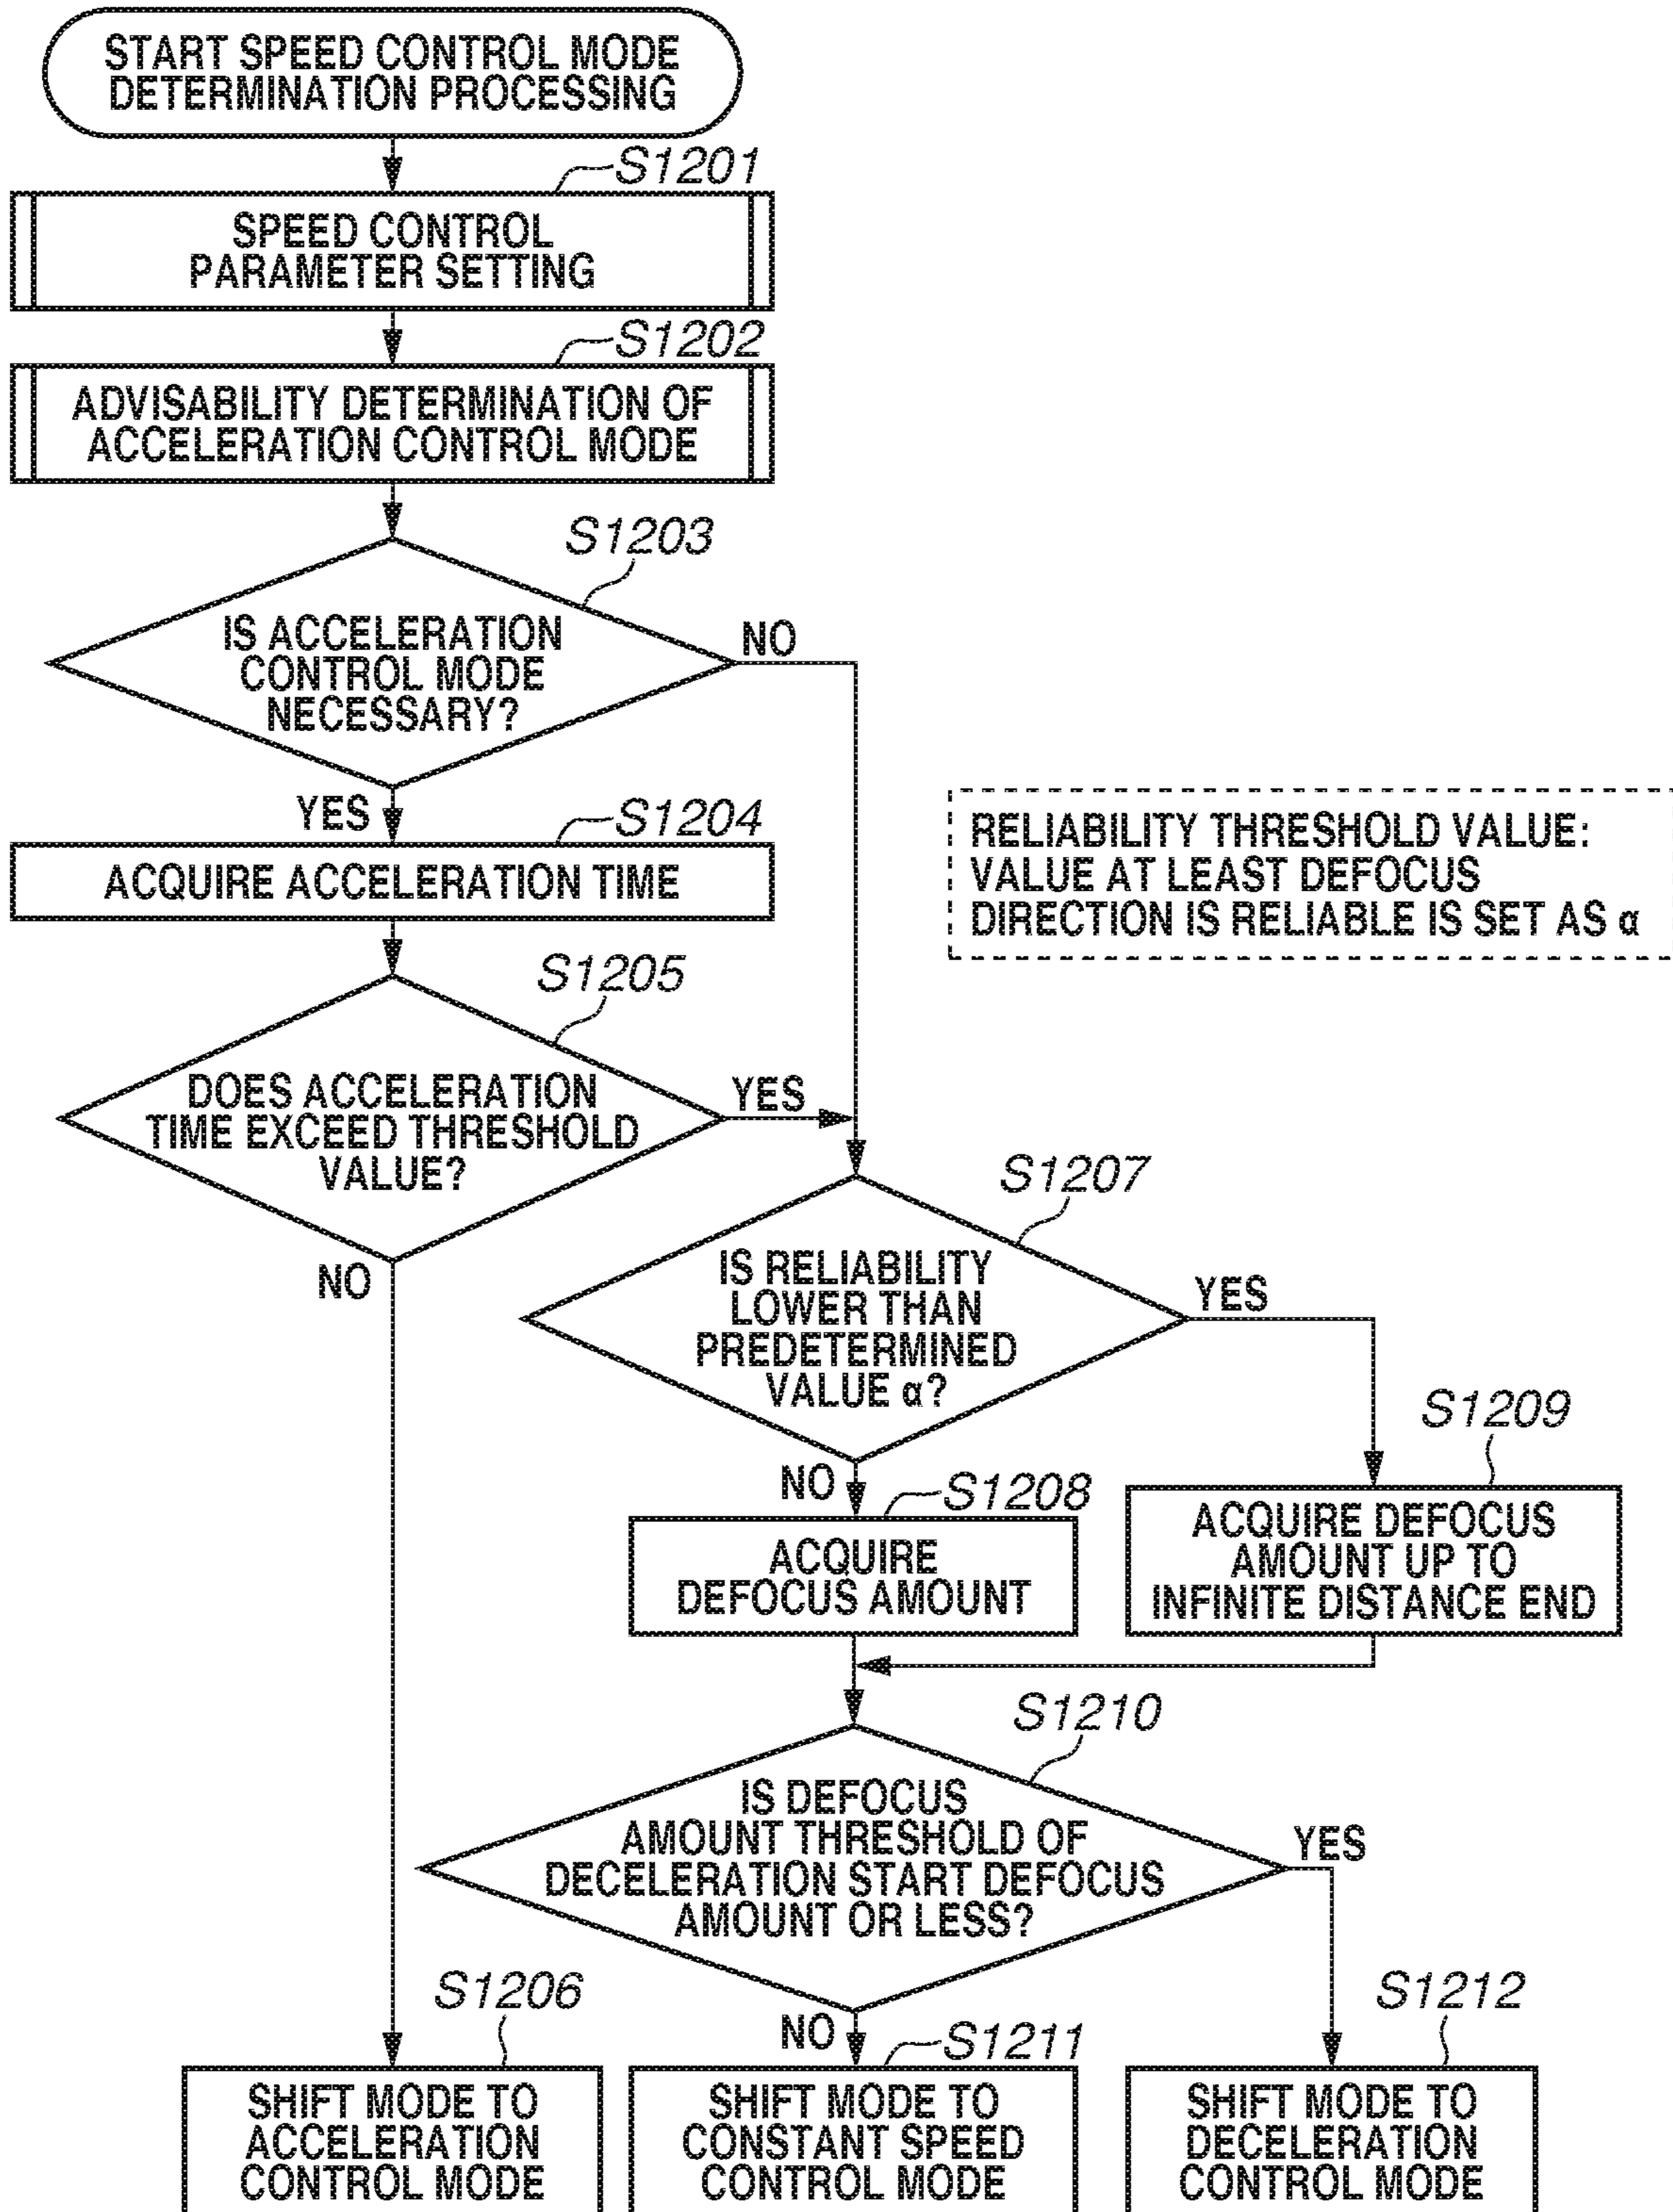 START SPEED CONTROL MODE
DETERMINATION PROCESSING
S1201
SPEED CONTROL
PARAMETER SETTING
S1202
ADVISABILITY DETERMINATION OF
ACCELERATION CONTROL MODE
S1203
IS ACCELERATION
CONTROL MODE
NECESSARY?
NO
YES
S1204
ACQUIRE ACCELERATION TIME
RELIABILITY THRESHOLD VALUE:
VALUE AT LEAST DEFOCUS
DIRECTION IS RELIABLE IS SET AS α
S1205
DOES ACCELERATION
TIME EXCEED THRESHOLD
VALUE?
YES
NO
S1207
IS RELIABILITY
LOWER THAN
PREDETERMINED
VALUE α?
YES
NO
S1208
ACQUIRE
DEFOCUS AMOUNT
S1209
ACQUIRE DEFOCUS
AMOUNT UP TO
INFINITE DISTANCE END
S1210
IS DEFOCUS
AMOUNT THRESHOLD OF
DECELERATION START DEFOCUS
AMOUNT OR LESS?
YES
NO
S1206
SHIFT MODE TO
ACCELERATION
CONTROL MODE
S1211
SHIFT MODE TO
CONSTANT SPEED
CONTROL MODE
S1212
SHIFT MODE TO
DECELERATION
CONTROL MODE